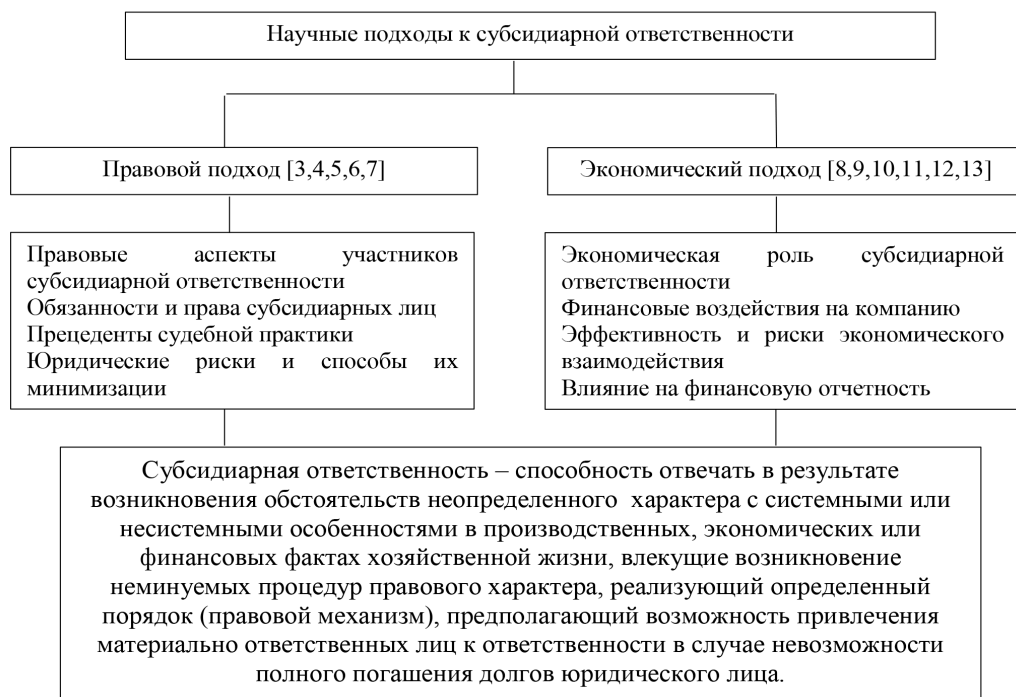 Научные подходы к субсидиарной ответственности
Правовой подход [3,4,5,6,7]
Экономический подход [8,9,10,11,12,13]
Правовые аспекты участников
субсидиарной ответственности
Обязанности и права субсидиарных лиц
Прецеденты судебной практики
Юридические риски и способы их
минимизации
Экономическая роль субсидиарной
ответственности
Финансовые воздействия на компанию
Эффективность и риски экономического
взаимодействия
Влияние на финансовую отчетность
Субсидиарная ответственность – способность отвечать в результате
возникновения обстоятельств неопределенного характера с системными или
несистемными особенностями в производственных, экономических или
финансовых фактах хозяйственной жизни, влекущие возникновение
неминуемых процедур правового характера, реализующий определенный
порядок (правовой механизм), предполагающий возможность привлечения
материально ответственных лиц к ответственности в случае невозможности
полного погашения долгов юридического лица.